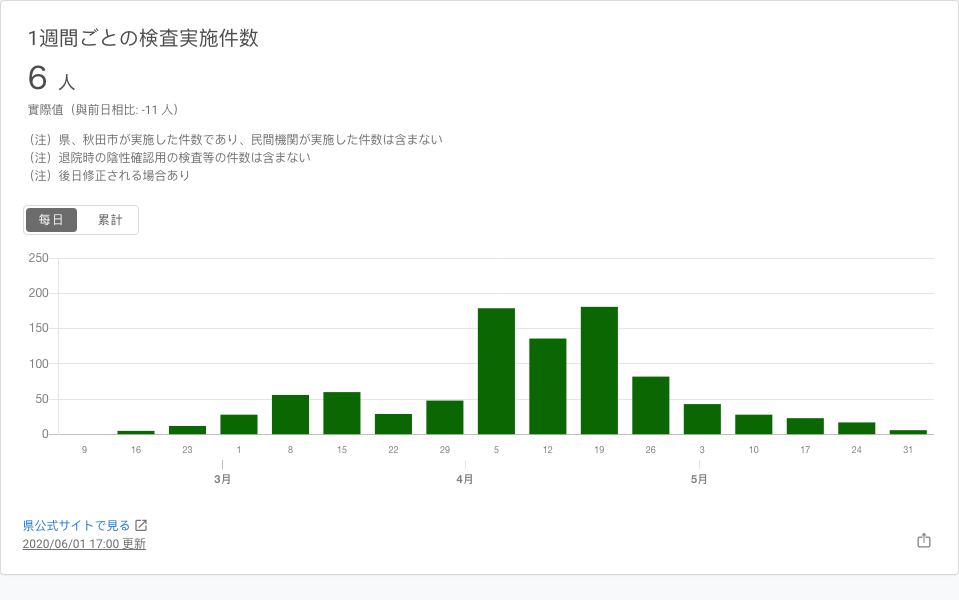 1週間ごとの検査実施件数
6 人
實際值（與前日相比: -11 人）
（注）県、秋田市が実施した件数であり、民間機関が実施した件数は含まない
（注）退院時の陰性確認用の検査等の件数は含まない
（注）後日修正される場合あり
每日 累計
250
200
150
100
50
0
9 16 23 1 8 15 22 29 5 12 19 26 3 10 17 24 31
3月 4月 5月
県公式サイトで見る
2020/06/01 17:00 更新